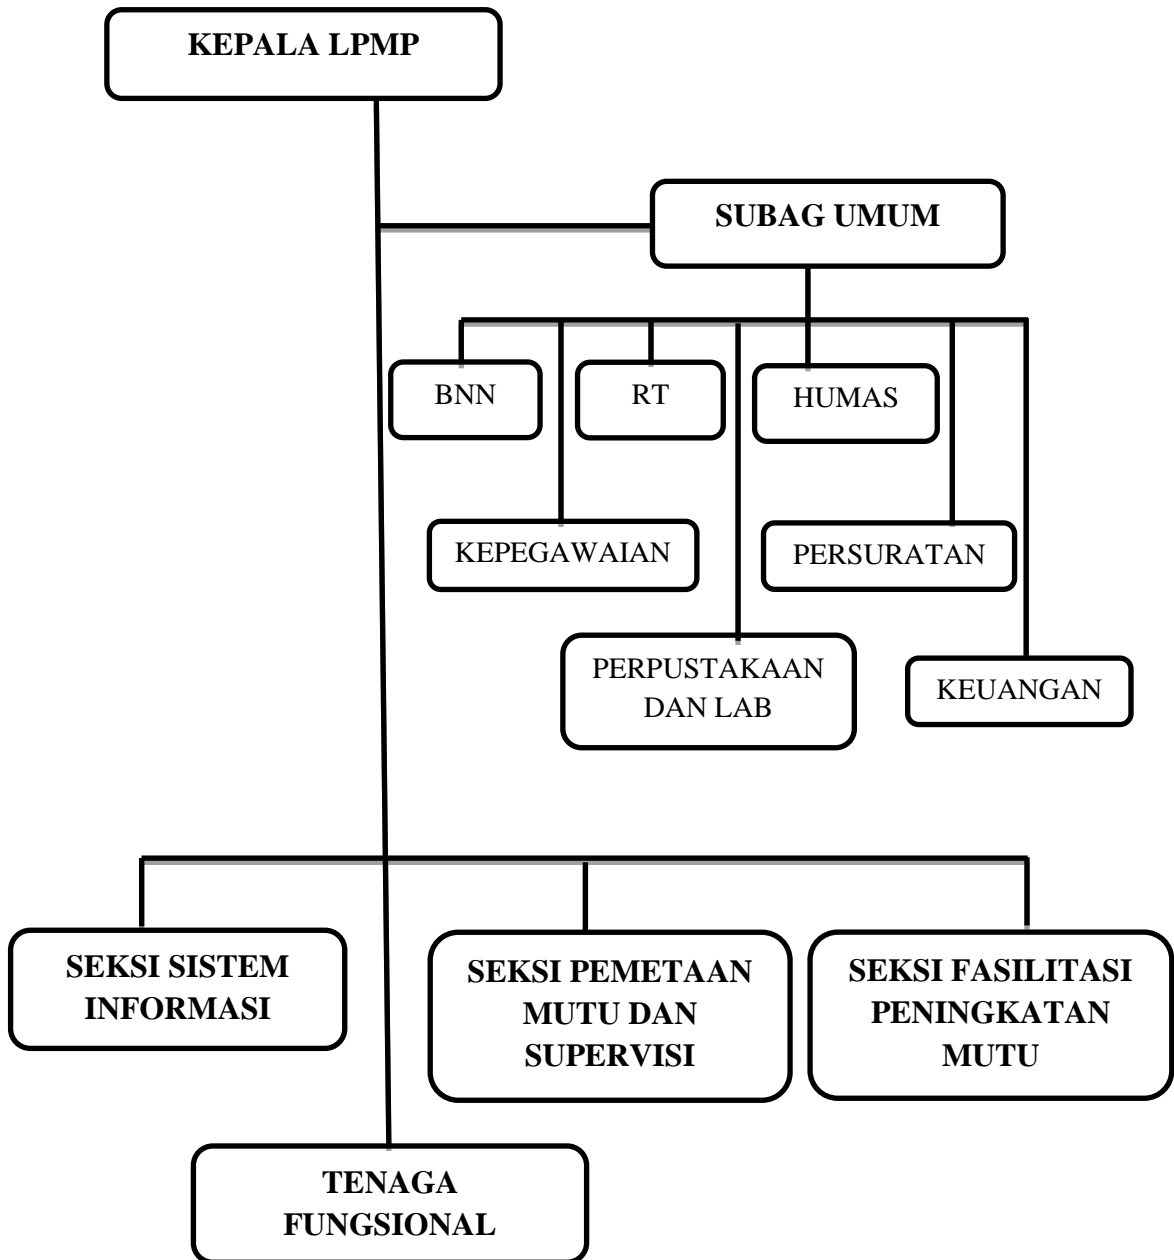 KEPALA LPMP
SUBAG UMUM
BNN
RT
HUMAS
KEPEGAWAIAN
PERSURATAN
PERPUSTAKAAN
DAN LAB
KEUANGAN
SEKSI SISTEM
INFORMASI
SEKSI PEMETAAN
MUTU DAN
SUPERVISI
SEKSI FASILITASI
PENINGKATAN
MUTU
TENAGA
FUNGSIONAL